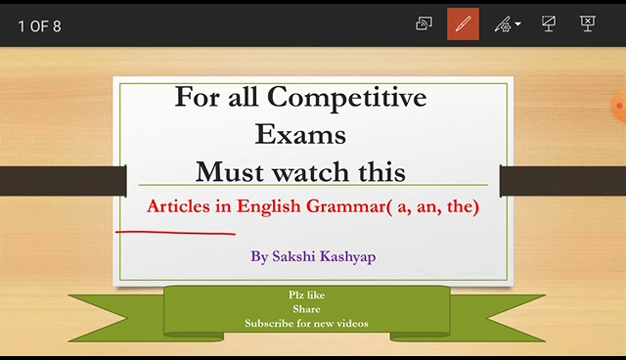 1 OF 8
For all Competitive
Exams
Must watch this
Articles in English Grammar( a, an, the)
By Sakshi Kashyap
Plz like
Share
Subscribe for new videos